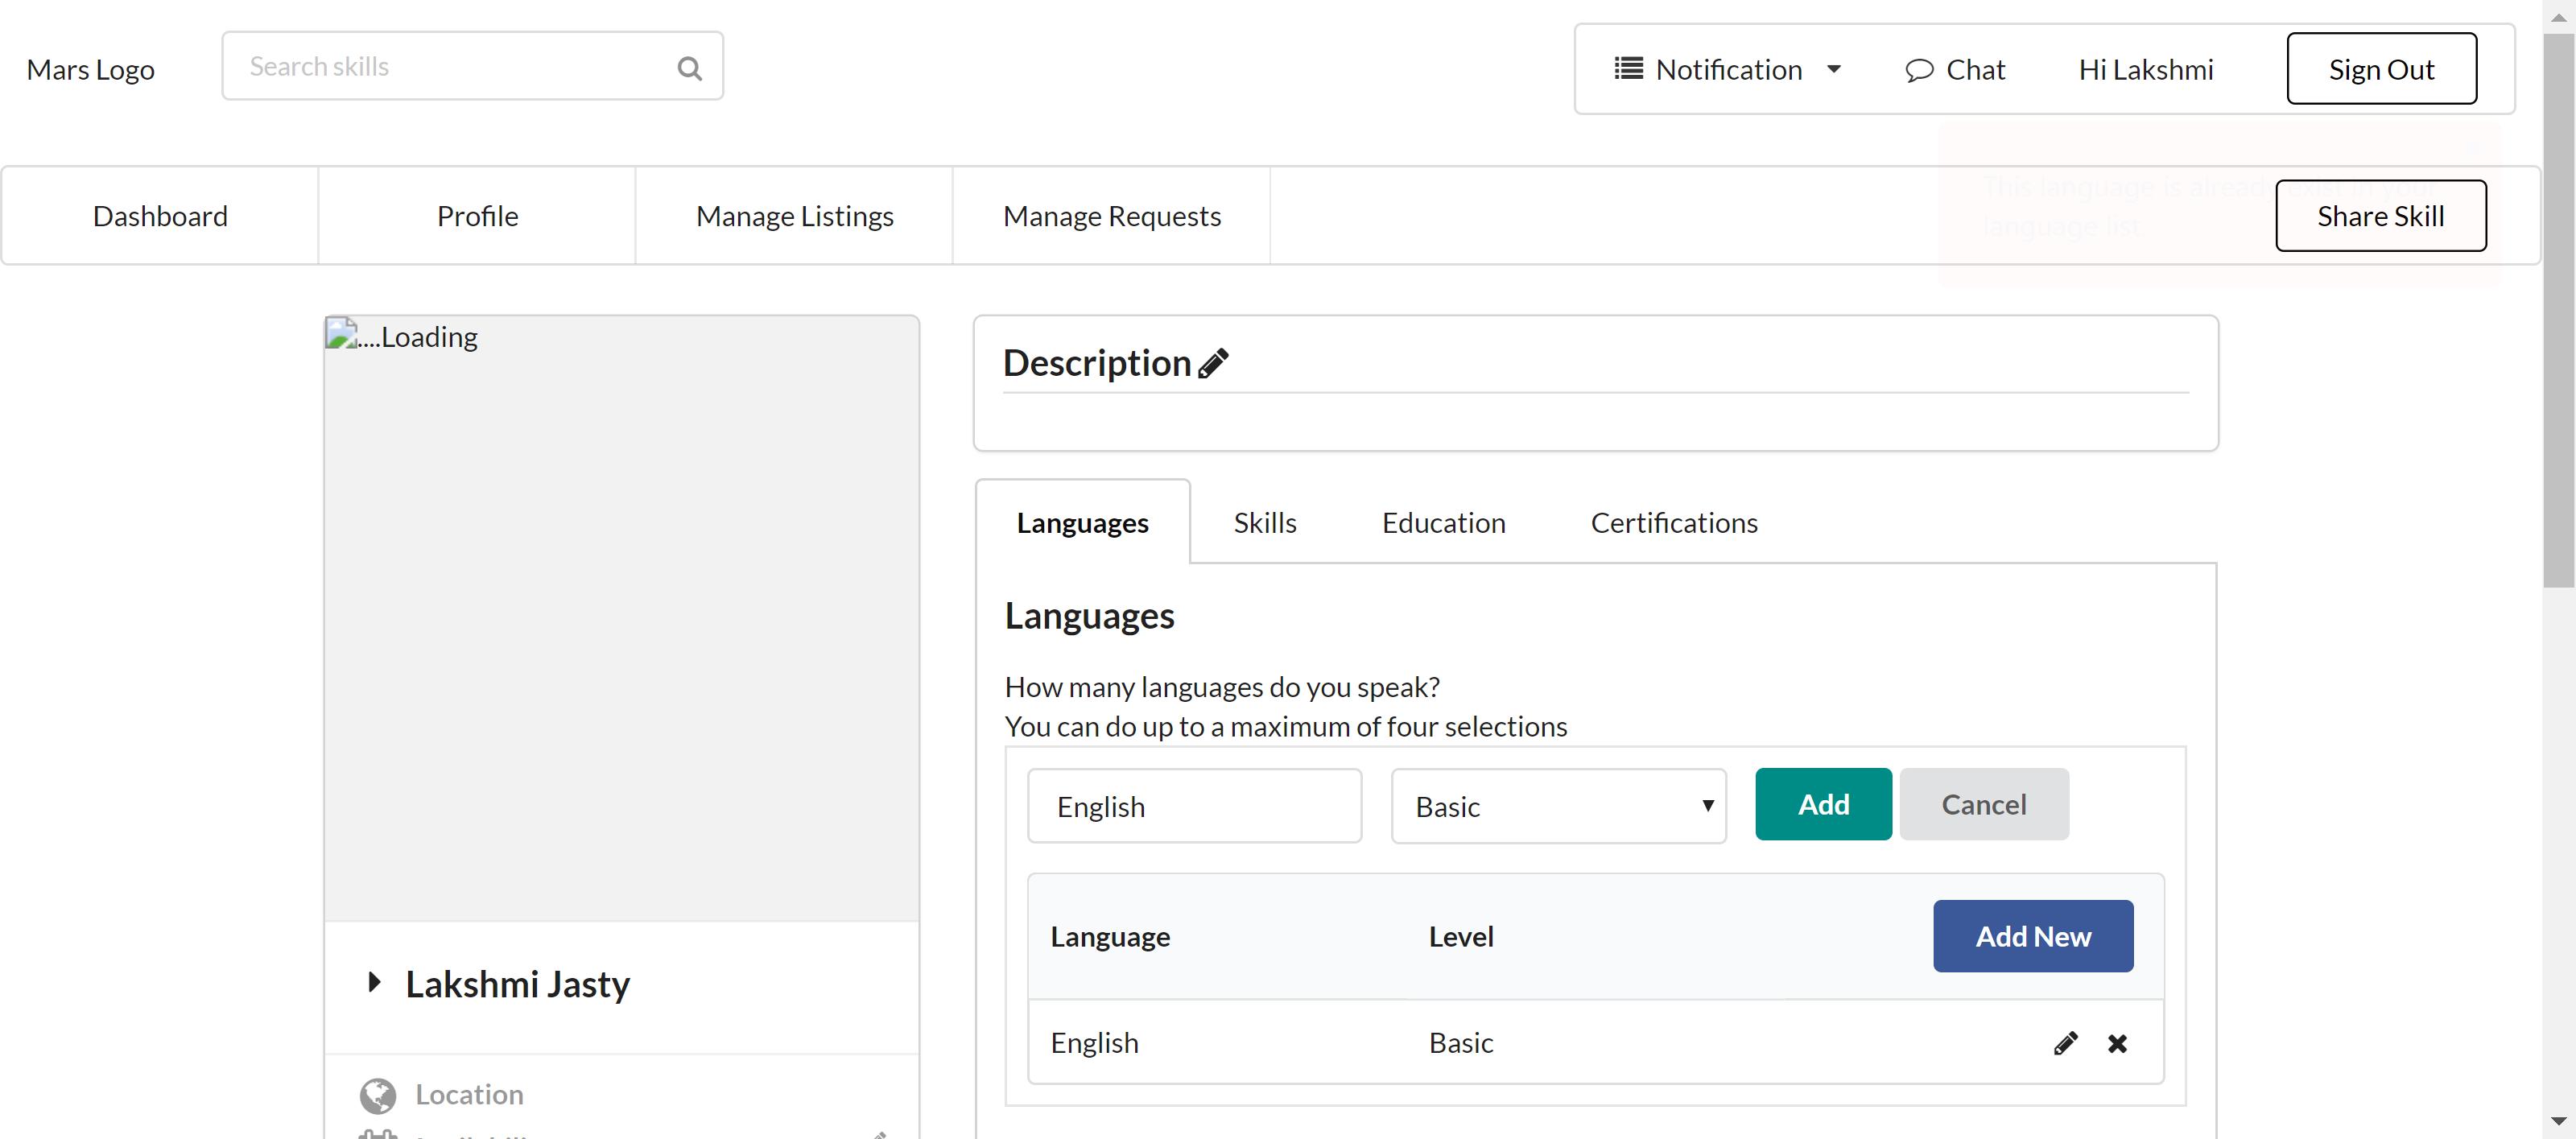 Mars Logo
Search skills
Notification
Chat
Hi Lakshmi
Sign Out
Dashboard
Profile
Manage Listings
Manage Requests
This language is already exist in your
language list
Share Skill
....Loading
Description
Languages
Skills
Education
Certifications
Languages
How many languages do you speak?
You can do up to a maximum of four selections
English
Basic
Add
Cancel
Language
Level
Add New
English
Basic
Lakshmi Jasty
Location